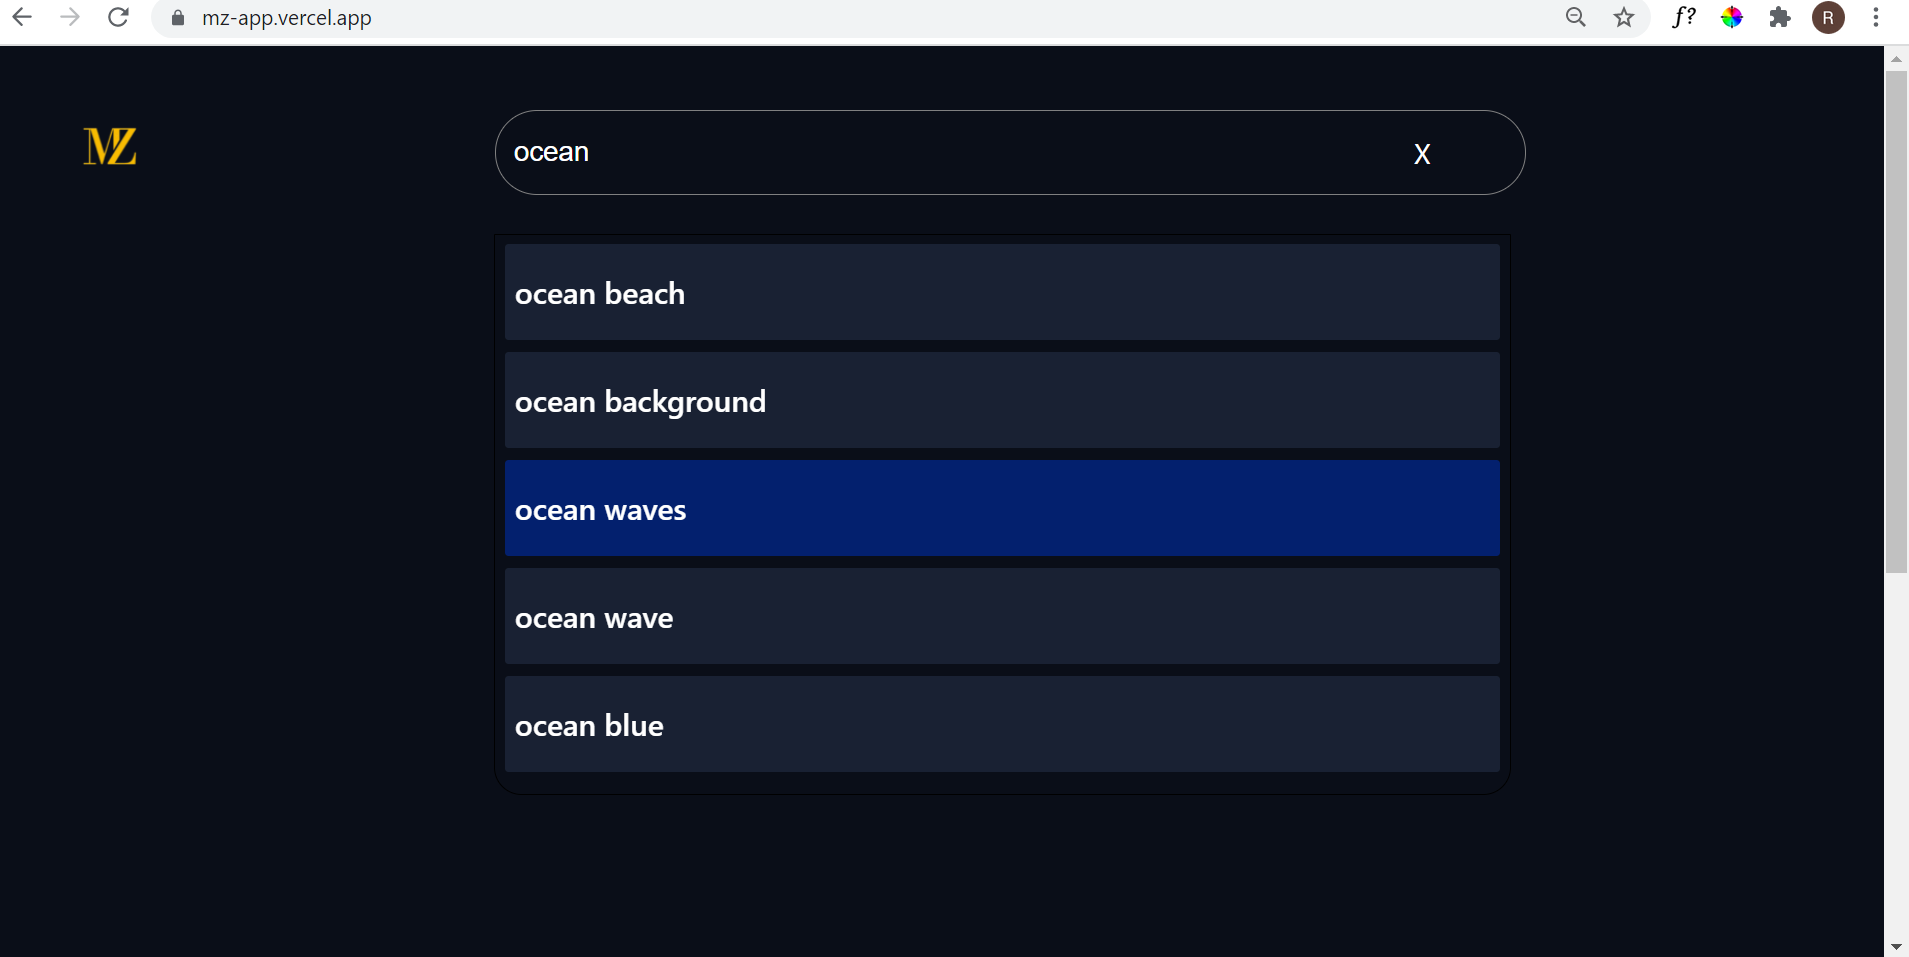 mz-app.vercel.app
f?
R
MZ
ocean
X
ocean beach
ocean background
ocean waves
ocean wave
ocean blue